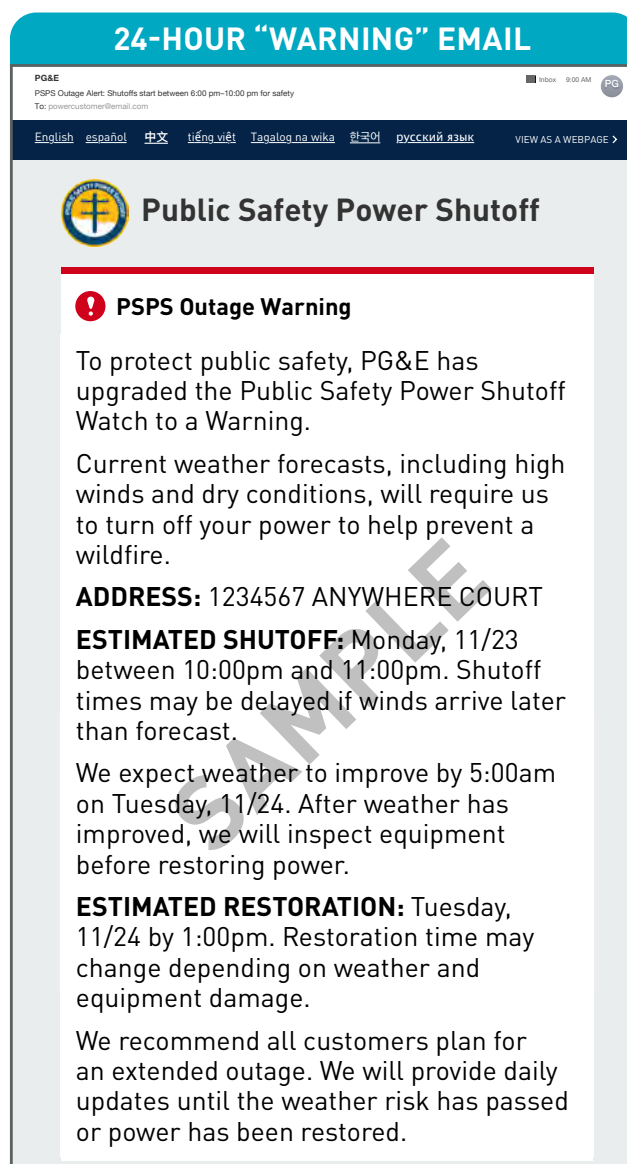 24-HOUR “WARNING” EMAIL
PG&E
Inbox 9:00 AM
PG
PSPS Outage Alert: Shutoffs start between 6:00 pm–10:00 pm for safety
To: powercustomer@email.com
English español 中文 tiếng việt Tagalog na wika 한국어 русский язык VIEW AS A WEBPAGE >
Public Safety Power Shutoff
PSPS Outage Warning
To protect public safety, PG&E has
upgraded the Public Safety Power Shutoff
Watch to a Warning.
Current weather forecasts, including high
winds and dry conditions, will require us
to turn off your power to help prevent a
wildfire.
ADDRESS: 1234567 ANYWHERE COURT
ESTIMATED SHUTOFF: Monday, 11/23
between 10:00pm and 11:00pm. Shutoff
times may be delayed if winds arrive later
than forecast.
We expect weather to improve by 5:00am
on Tuesday, 11/24. After weather has
improved, we will inspect equipment
before restoring power.
ESTIMATED RESTORATION: Tuesday,
11/24 by 1:00pm. Restoration time may
change depending on weather and
equipment damage.
We recommend all customers plan for
an extended outage. We will provide daily
updates until the weather risk has passed
or power has been restored.
SAMPLE